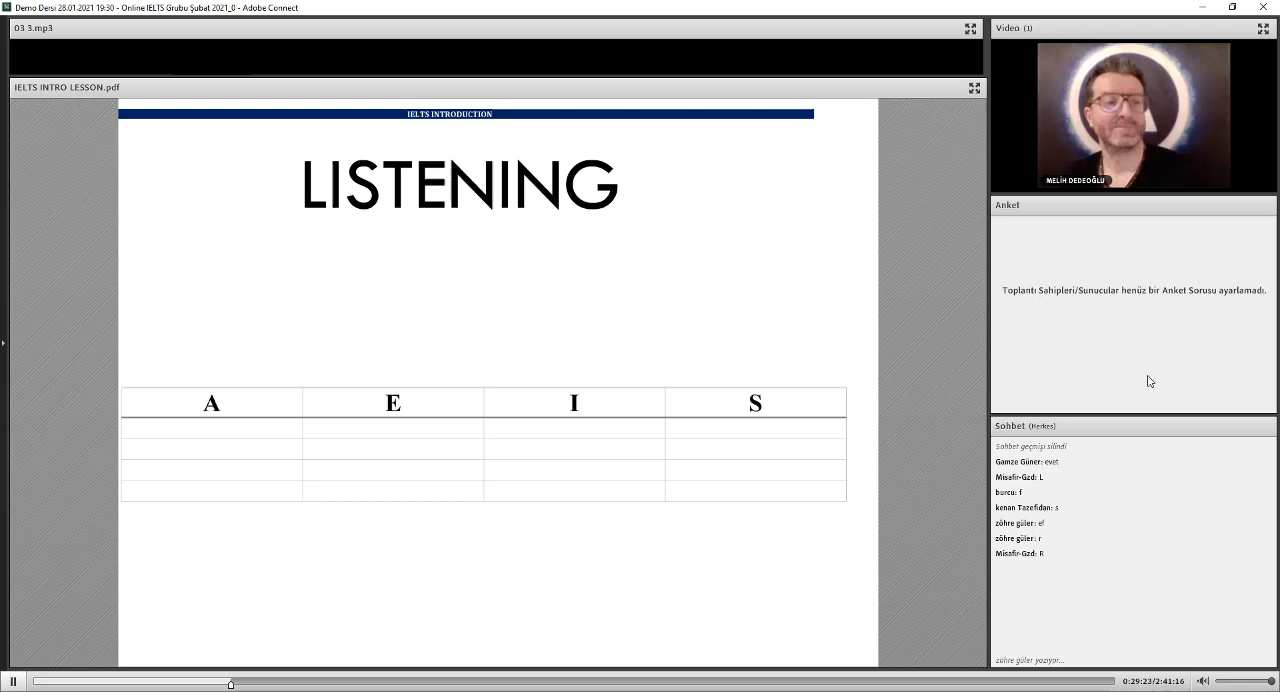 Demo Dersi 28.01.2021 19:30 - Online IELTS Grubu Şubat 2021_0 - Adobe Connect
03 3.mp3
IELTS INTRO LESSON.pdf
IELTS INTRODUCTION
LISTENING
A E I S
Video (1)
MELİH DEDEOĞLU
Anket
Toplantı Sahipleri/Sunucular henüz bir Anket Sorusu ayarlamadı.
Sohbet (Herkes)
Sohbet geçmişi silindi
Gamze Güner: evet
Misafir-Gzd: L
burcu: f
kenan Tazefidan: s
zöhre güler: ef
zöhre güler: r
Misafir-Gzd: R
zöhre güler yazıyor...
0:29:23/2:41:16